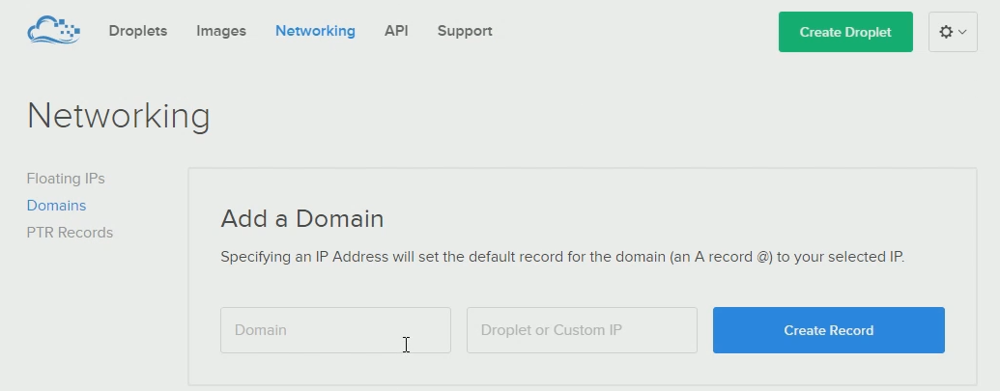 Droplets Images Networking API Support Create Droplet
Networking
Floating IPs
Domains
PTR Records
Add a Domain
Specifying an IP Address will set the default record for the domain (an A record @) to your selected IP.
Domain Droplet or Custom IP Create Record